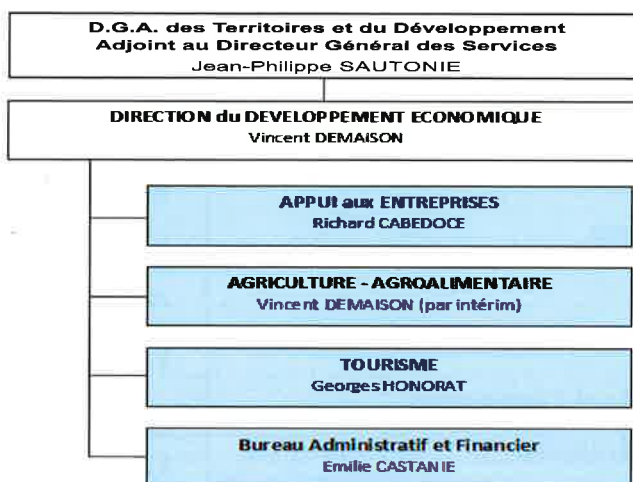 D.G.A. des Territoires et du Développement
Adjoint au Directeur Général des Services
Jean-Philippe SAUTONIE
DIRECTION du DEVELOPPEMENT ECONOMIQUE
Vincent DEMAISON
APPUI aux ENTREPRISES
Richard CABEDOCE
AGRICULTURE - AGROALIMENTAIRE
Vincent DEMAISON (par intérim)
TOURISME
Georges HONORAT
Bureau Administratif et Financier
Emilie CASTANIE